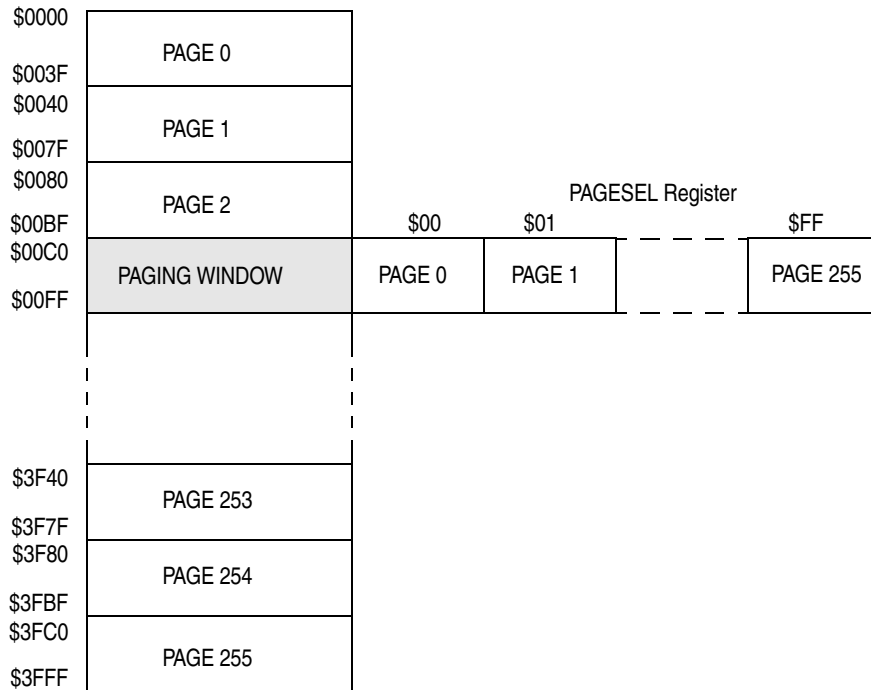 $0000
PAGE 0
$003F
$0040
PAGE 1
$007F
$0080
PAGE 2
$00BF
PAGESEL Register
$00 $01 $FF
$00C0
PAGING WINDOW PAGE 0 PAGE 1 PAGE 255
$00FF
$3F40
PAGE 253
$3F7F
$3F80
PAGE 254
$3FBF
$3FC0
PAGE 255
$3FFF